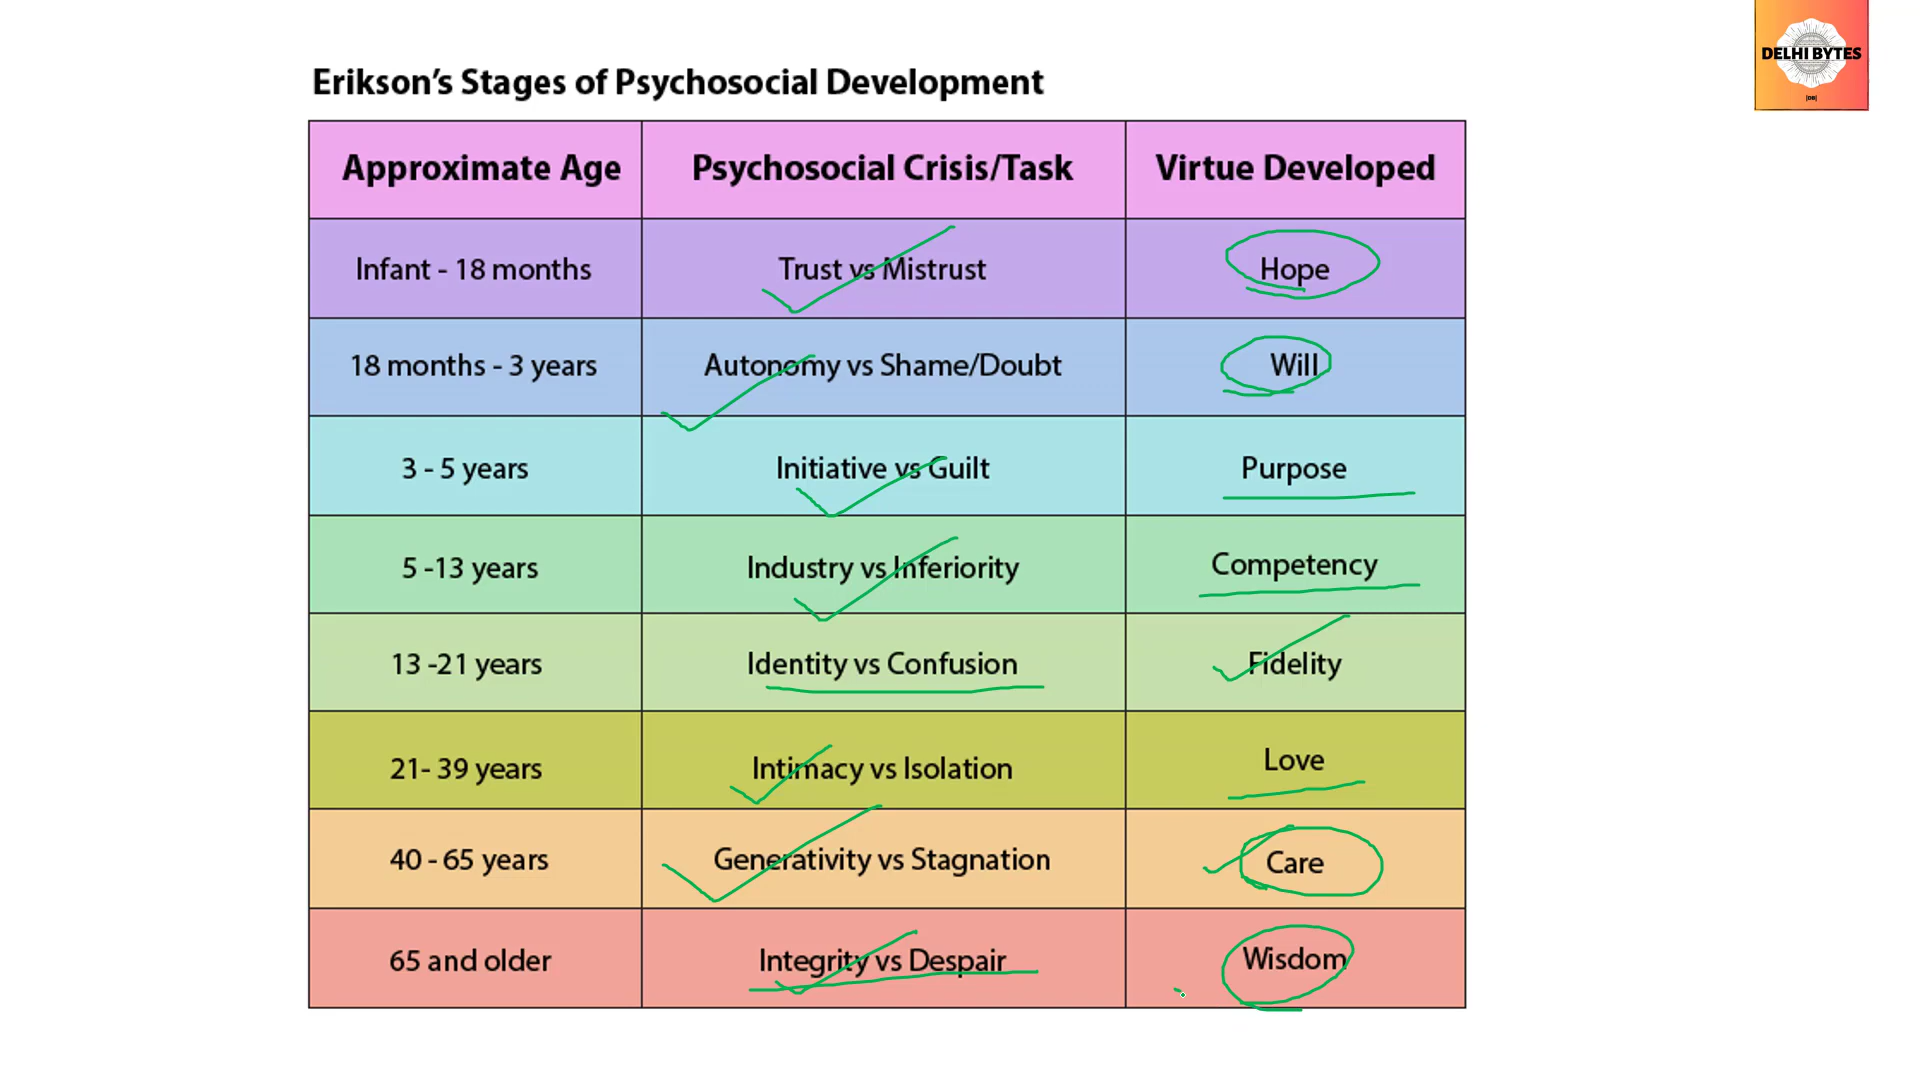 DELHI BYTES
[DB]
Erikson's Stages of Psychosocial Development
Approximate Age Psychosocial Crisis/Task Virtue Developed
Infant - 18 months Trust vs Mistrust Hope
18 months - 3 years Autonomy vs Shame/Doubt Will
3 - 5 years Initiative vs Guilt Purpose
5 -13 years Industry vs Inferiority Competency
13 -21 years Identity vs Confusion Fidelity
21- 39 years Intimacy vs Isolation Love
40 - 65 years Generativity vs Stagnation Care
65 and older Integrity vs Despair Wisdom